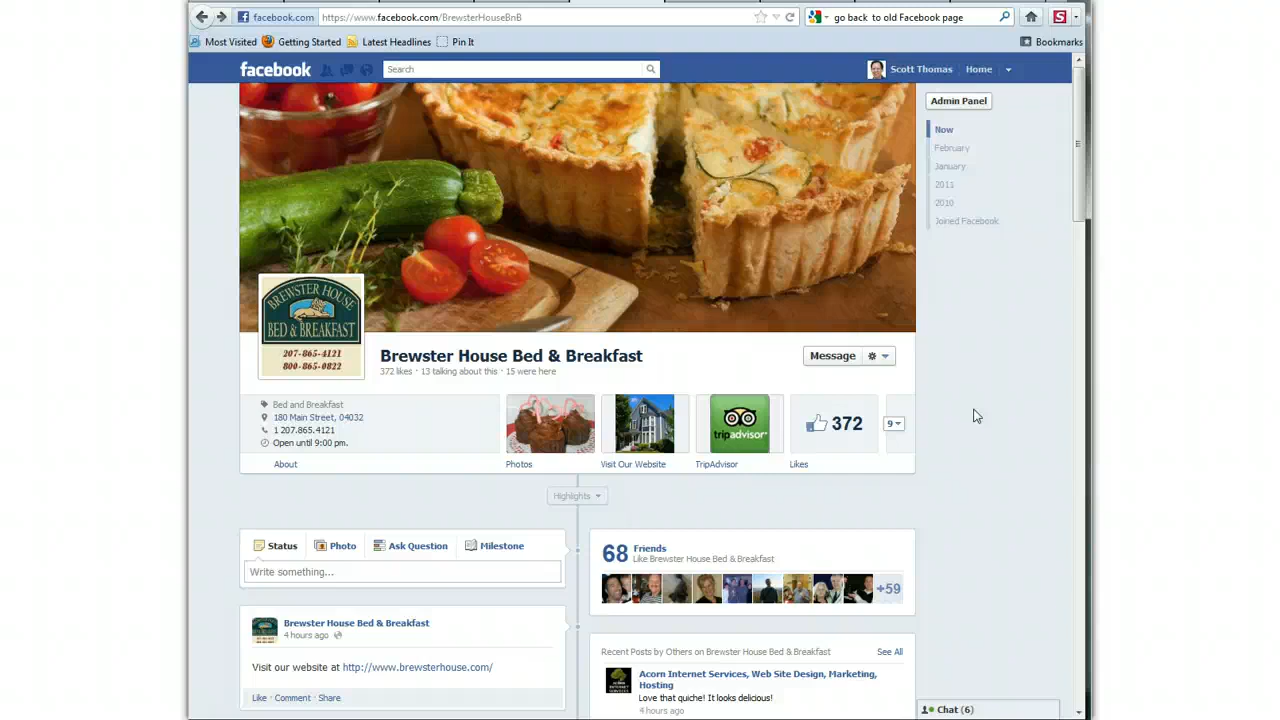 facebook.com
https://www.facebook.com/BrewsterHouseBnB
go back to old Facebook page
S
Most Visited
Getting Started
Latest Headlines
Pin It
Bookmarks
facebook
Search
Scott Thomas
Home
Admin Panel
Now
February
January
2011
2010
Joined Facebook
BREWSTER HOUSE
BED & BREAKFAST
207-865-4121
800-865-0822
Brewster House Bed & Breakfast
372 likes · 13 talking about this · 15 were here
Message
Bed and Breakfast
180 Main Street, 04032
1 207.865.4121
Open until 9:00 pm.
About
Photos
Visit Our Website
tripadvisor
TripAdvisor
372
Likes
9
Highlights
Status
Photo
Ask Question
Milestone
Write something...
68 Friends
Like Brewster House Bed & Breakfast
+59
Brewster House Bed & Breakfast
4 hours ago
Visit our website at http://www.brewsterhouse.com/
Like · Comment · Share
Recent Posts by Others on Brewster House Bed & Breakfast
See All
Acorn Internet Services, Web Site Design, Marketing,
Hosting
Love that quiche! It looks delicious!
4 hours ago
Chat (6)